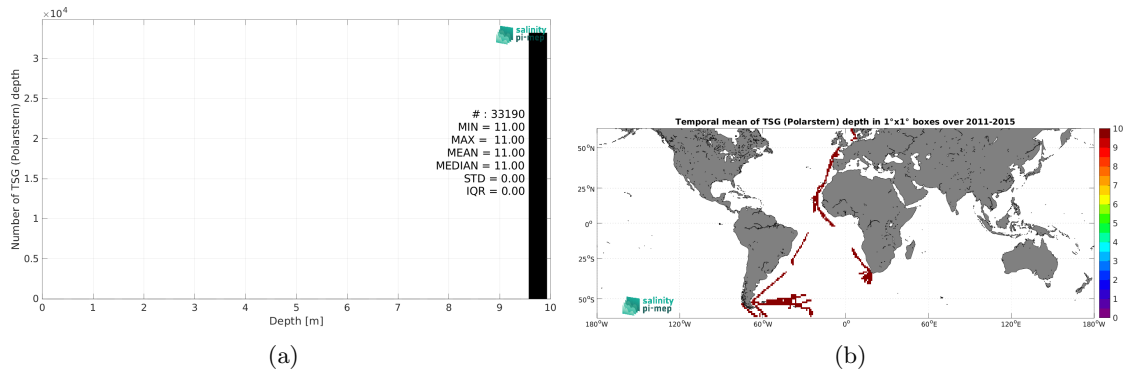 ×10⁴
salinity
pi-mep
3.5
3
2.5
2
1.5
1
0.5
0
Number of TSG (Polarstern) depth
# : 33190
MIN = 11.00
MAX = 11.00
MEAN = 11.00
MEDIAN = 11.00
STD = 0.00
IQR = 0.00
0 1 2 3 4 5 6 7 8 9 10
Depth [m]
(a)
Temporal mean of TSG (Polarstern) depth in 1°x1° boxes over 2011-2015
50°N
25°N
0°
25°S
50°S
salinity
pi-mep
180°W 120°W 60°W 0° 60°E 120°E 180°W
10
9
8
7
6
5
4
3
2
1
0
(b)